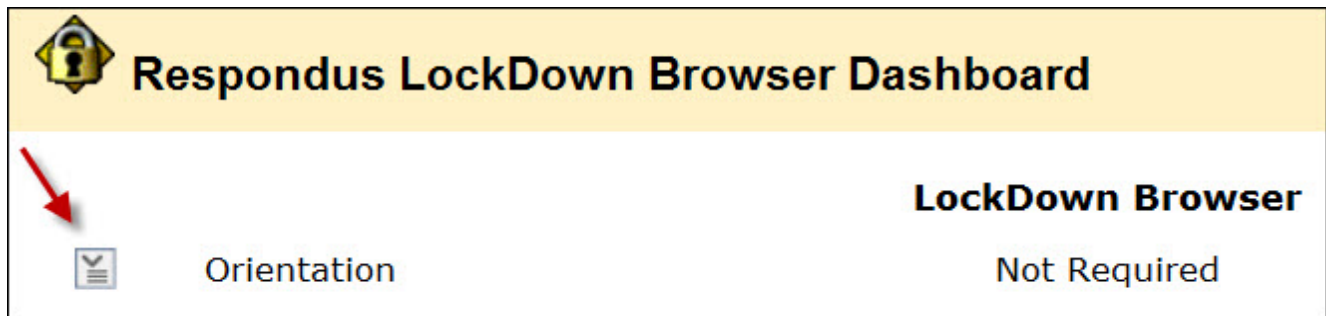 Respondus LockDown Browser Dashboard
LockDown Browser
Orientation Not Required